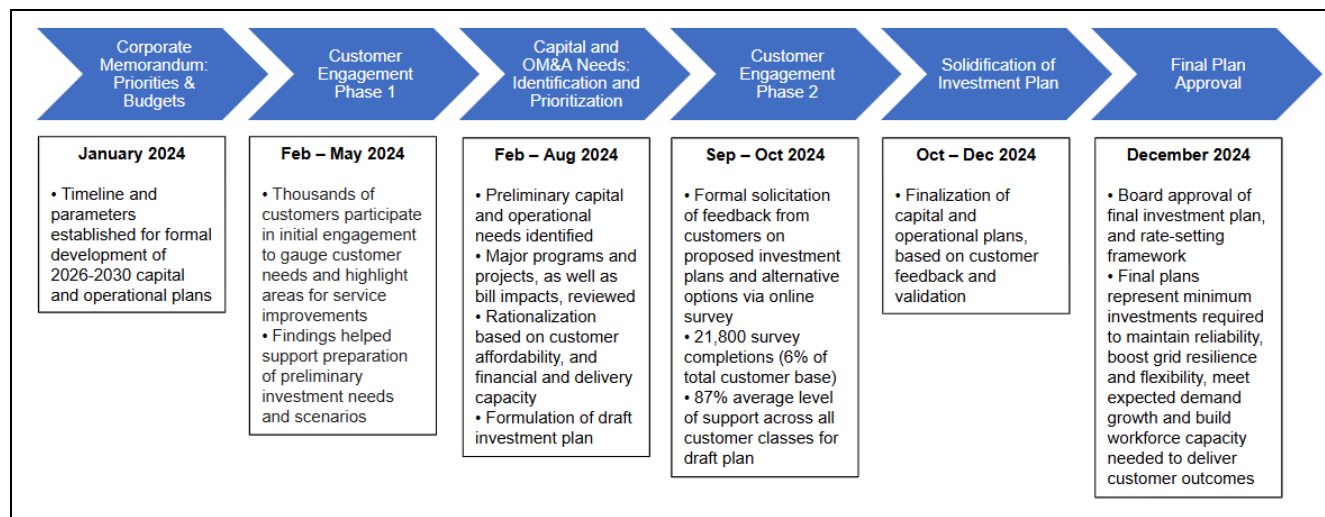 Corporate
Memorandum:
Priorities &
Budgets
Customer
Engagement
Phase 1
Capital and
OM&A Needs:
Identification and
Prioritization
Customer
Engagement
Phase 2
Solidification of
Investment Plan
Final Plan
Approval
January 2024
• Timeline and
parameters
established for formal
development of
2026-2030 capital
and operational plans
Feb – May 2024
• Thousands of
customers participate
in initial engagement
to gauge customer
needs and highlight
areas for service
improvements
• Findings helped
support preparation
of preliminary
investment needs
and scenarios
Feb – Aug 2024
• Preliminary capital
and operational
needs identified
• Major programs and
projects, as well as
bill impacts, reviewed
• Rationalization
based on customer
affordability, and
financial and delivery
capacity
• Formulation of draft
investment plan
Sep – Oct 2024
• Formal solicitation
of feedback from
customers on
proposed investment
plans and alternative
options via online
survey
• 21,800 survey
completions (6% of
total customer base)
• 87% average level
of support across all
customer classes for
draft plan
Oct – Dec 2024
• Finalization of
capital and
operational plans,
based on customer
feedback and
validation
December 2024
• Board approval of
final investment plan,
and rate-setting
framework
• Final plans
represent minimum
investments required
to maintain reliability,
boost grid resilience
and flexibility, meet
expected demand
growth and build
workforce capacity
needed to deliver
customer outcomes